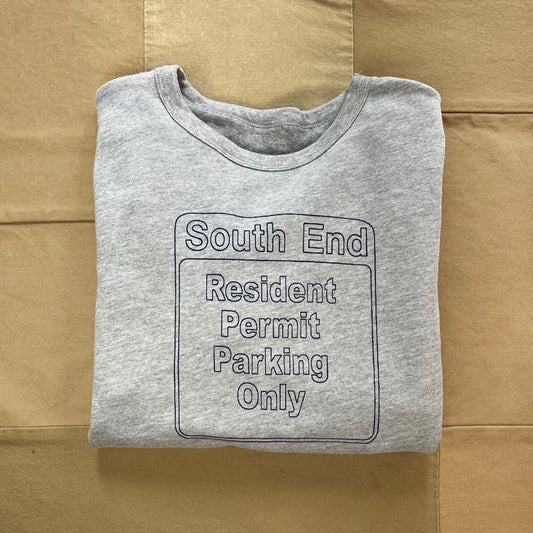 South End
Resident
Permit
Parking
Only